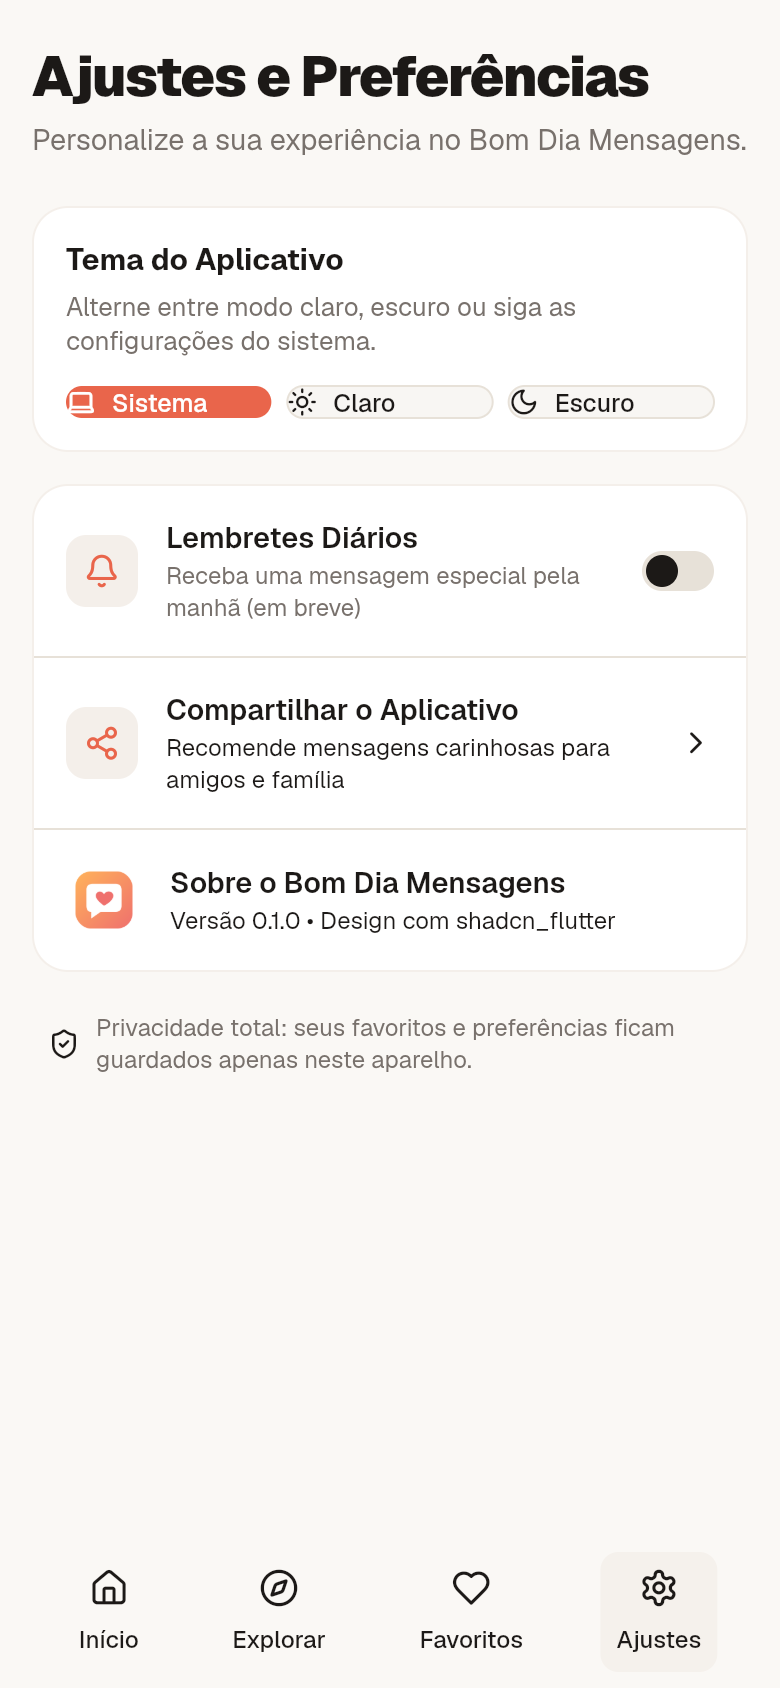 Ajustes e Preferências
Personalize a sua experiência no Bom Dia Mensagens.
Tema do Aplicativo
Alterne entre modo claro, escuro ou siga as
configurações do sistema.
Sistema
Claro
Escuro
Lembretes Diários
Receba uma mensagem especial pela
manhã (em breve)
Compartilhar o Aplicativo
Recomende mensagens carinhosas para
amigos e família
Sobre o Bom Dia Mensagens
Versão 0.1.0 • Design com shadcn_flutter
Privacidade total: seus favoritos e preferências ficam
guardados apenas neste aparelho.
Início
Explorar
Favoritos
Ajustes